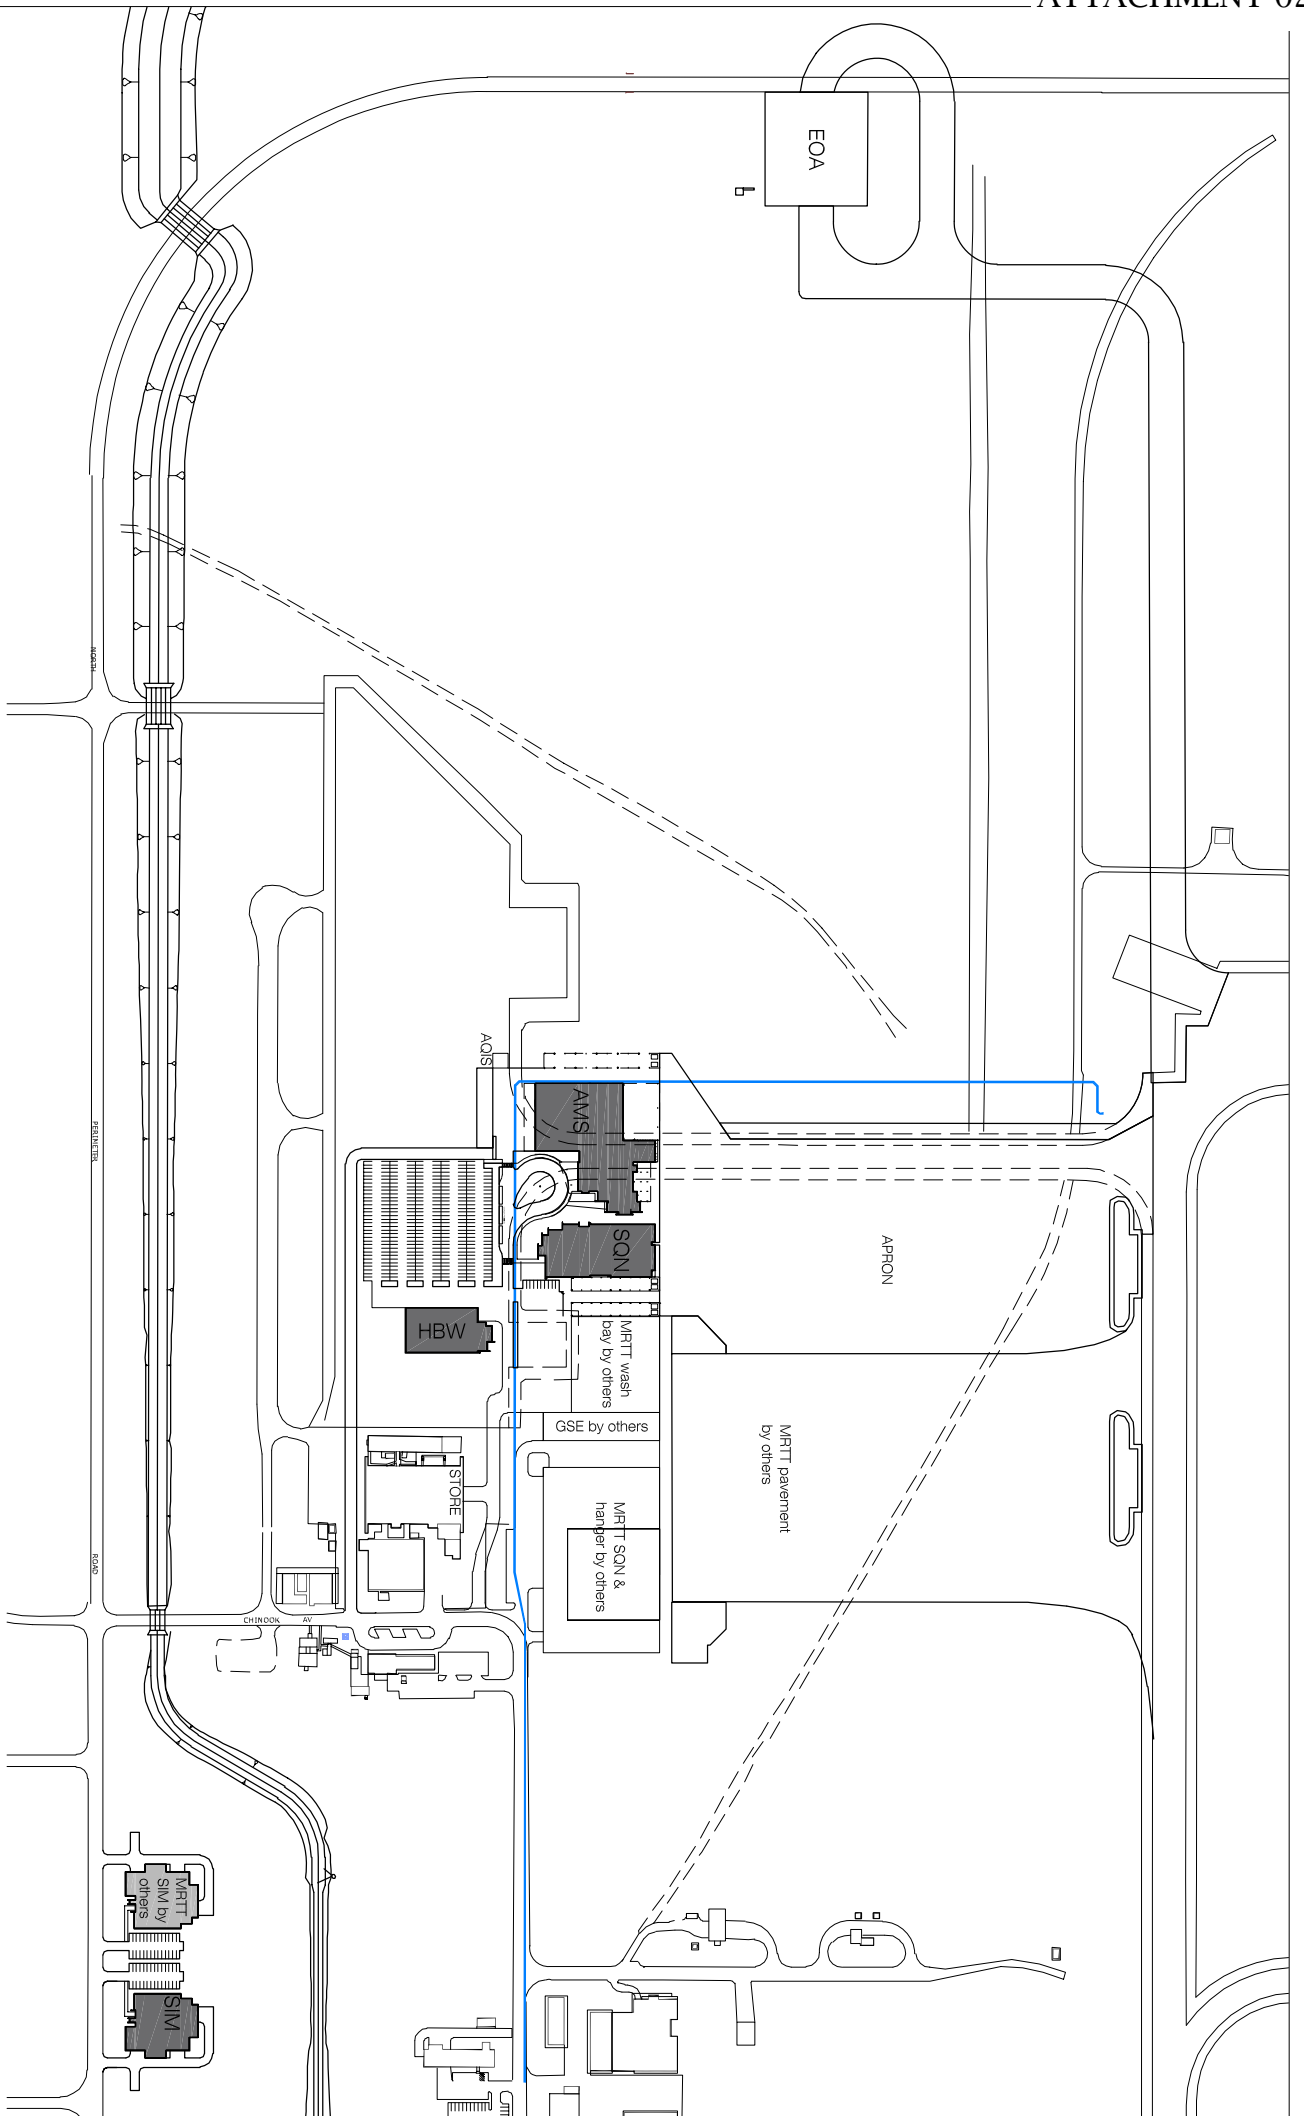 ATTACHMENT 02
EOA
NORTH
AQIS
AMS
PERIMETER
SQN
APRON
HBW
MRTT wash
bay by others
GSE by others
MRTT pavement
by others
STORE
MRTT SQN &
hanger by others
ROAD
CHINOOK AV
MRTT
SIM by
others
SIM